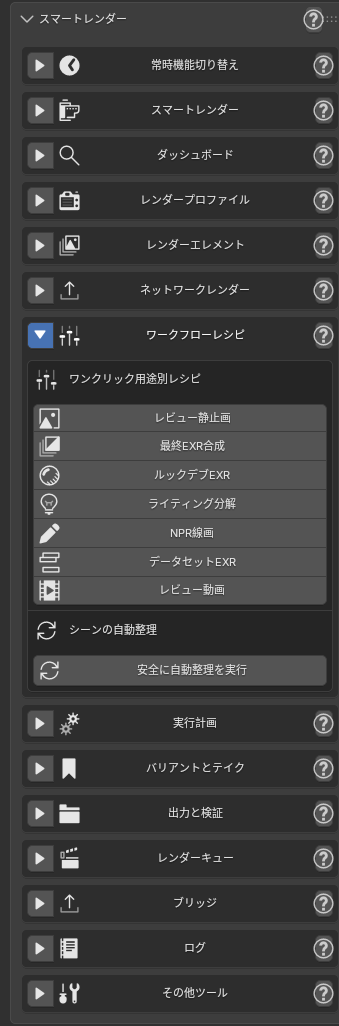 スマートレンダー
常時機能切り替え
スマートレンダー
ダッシュボード
レンダープロファイル
レンダーエレメント
ネットワークレンダー
ワークフローレシピ
ワンクリック用途別レシピ
レビュー静止画
最終EXR合成
ルックデブEXR
ライティング分解
NPR線画
データセットEXR
レビュー動画
シーンの自動整理
安全に自動整理を実行
実行計画
バリアントとテイク
出力と検証
レンダーキュー
ブリッジ
ログ
その他ツール